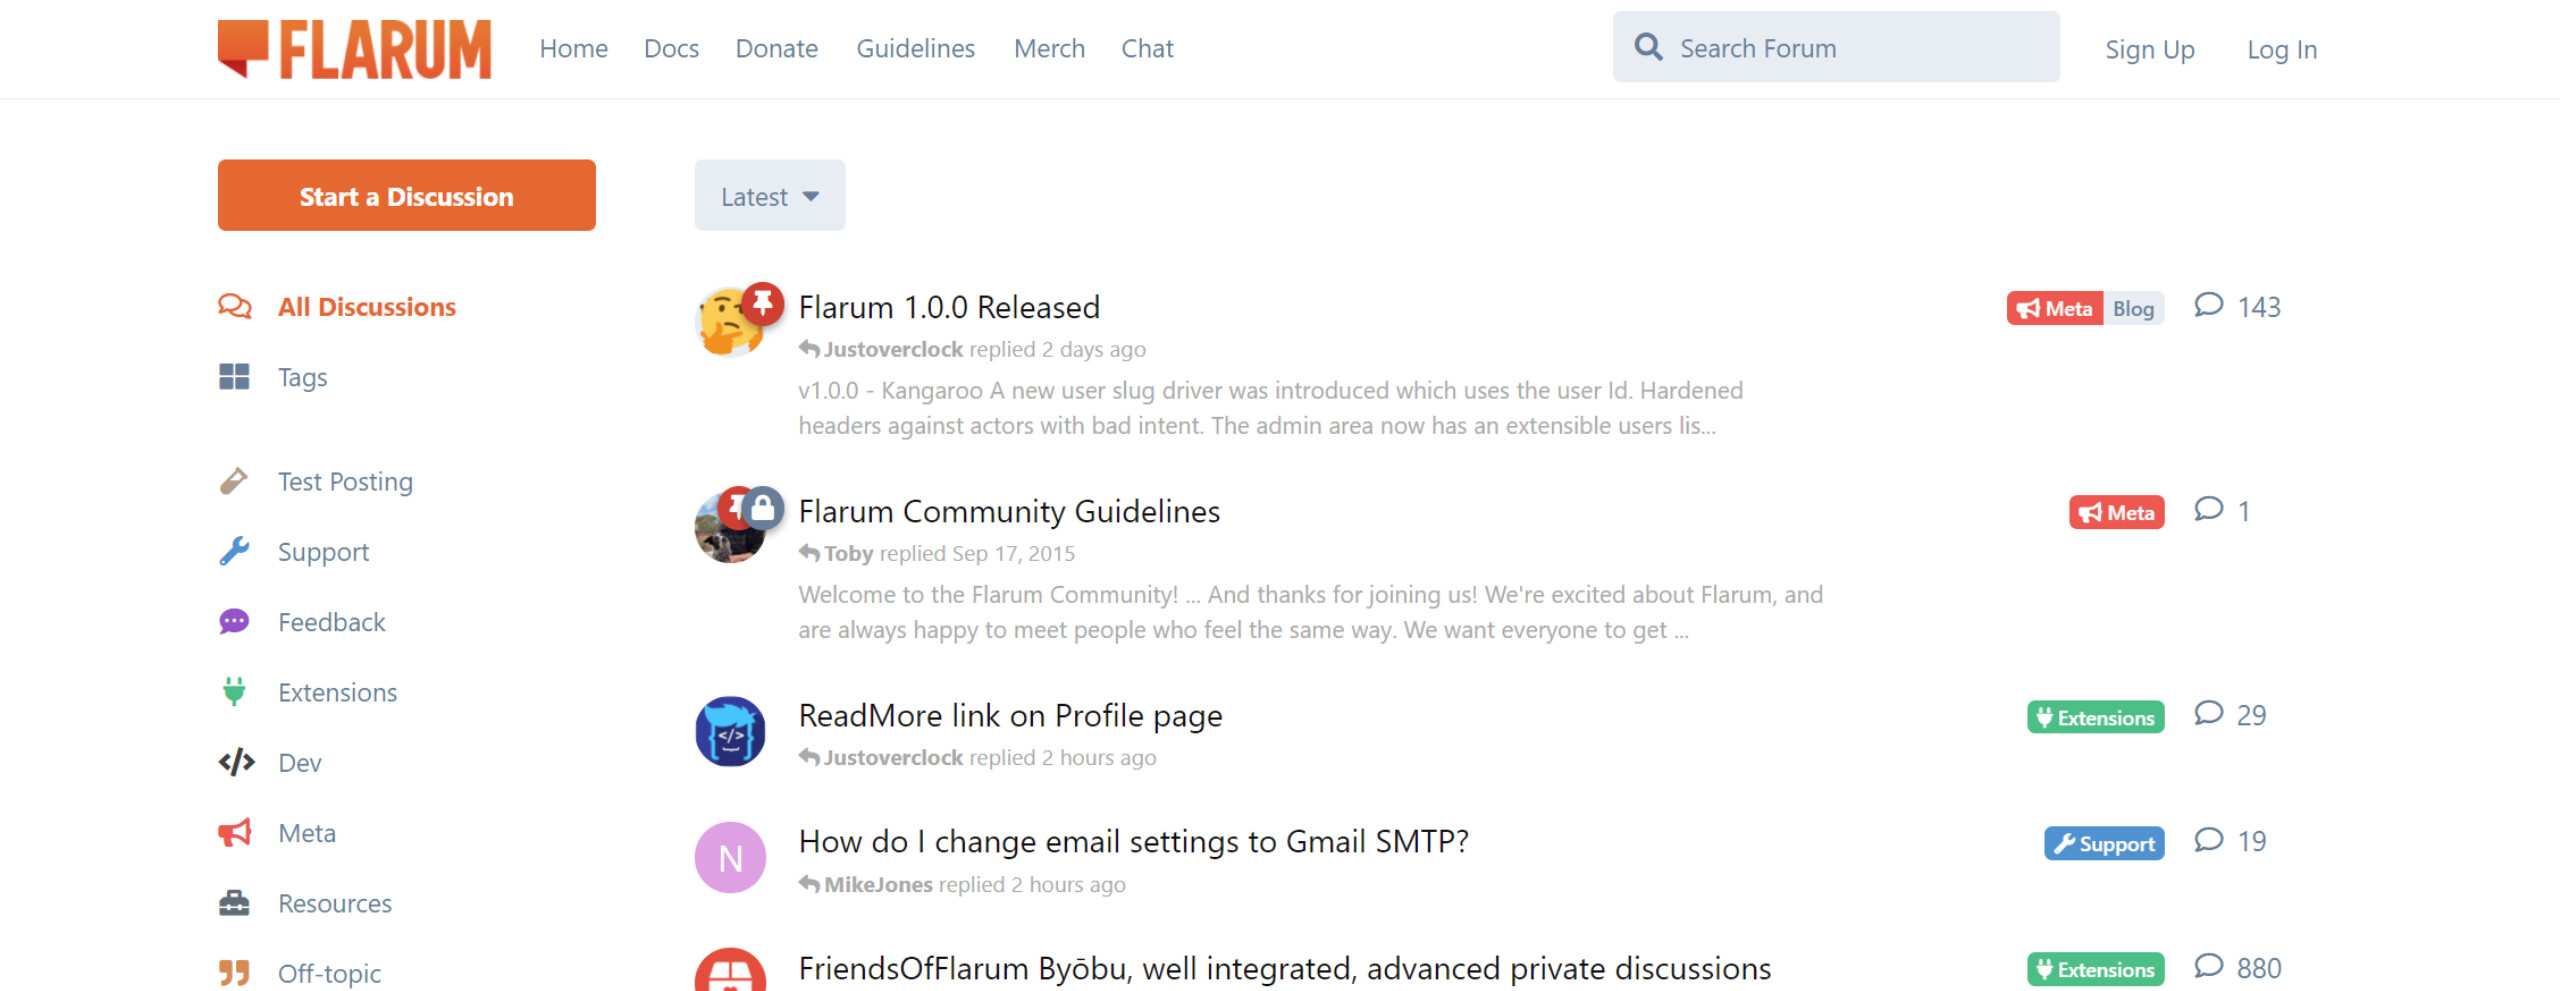 FLARUM
Home Docs Donate Guidelines Merch Chat
Search Forum
Sign Up Log In
Start a Discussion
Latest
All Discussions
Tags
Test Posting
Support
Feedback
Extensions
Dev
Meta
Resources
Off-topic
Flarum 1.0.0 Released
Meta Blog 143
Justoverclock replied 2 days ago
v1.0.0 - Kangaroo A new user slug driver was introduced which uses the user Id. Hardened
headers against actors with bad intent. The admin area now has an extensible users lis...
Flarum Community Guidelines
Meta 1
Toby replied Sep 17, 2015
Welcome to the Flarum Community! ... And thanks for joining us! We're excited about Flarum, and
are always happy to meet people who feel the same way. We want everyone to get ...
</>
ReadMore link on Profile page
Extensions 29
Justoverclock replied 2 hours ago
N
How do I change email settings to Gmail SMTP?
Support 19
MikeJones replied 2 hours ago
FriendsOfFlarum Byōbu, well integrated, advanced private discussions
Extensions 880